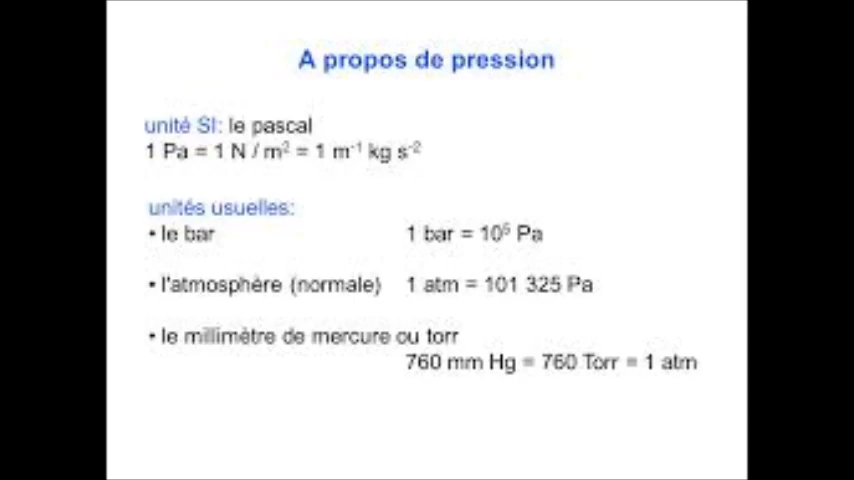 A propos de pression
unité SI: le pascal
1 Pa = 1 N / m² = 1 m⁻¹ kg s⁻²
unités usuelles:
• le bar 1 bar = 10⁵ Pa
• l'atmosphère (normale) 1 atm = 101 325 Pa
• le millimètre de mercure ou torr
760 mm Hg = 760 Torr = 1 atm